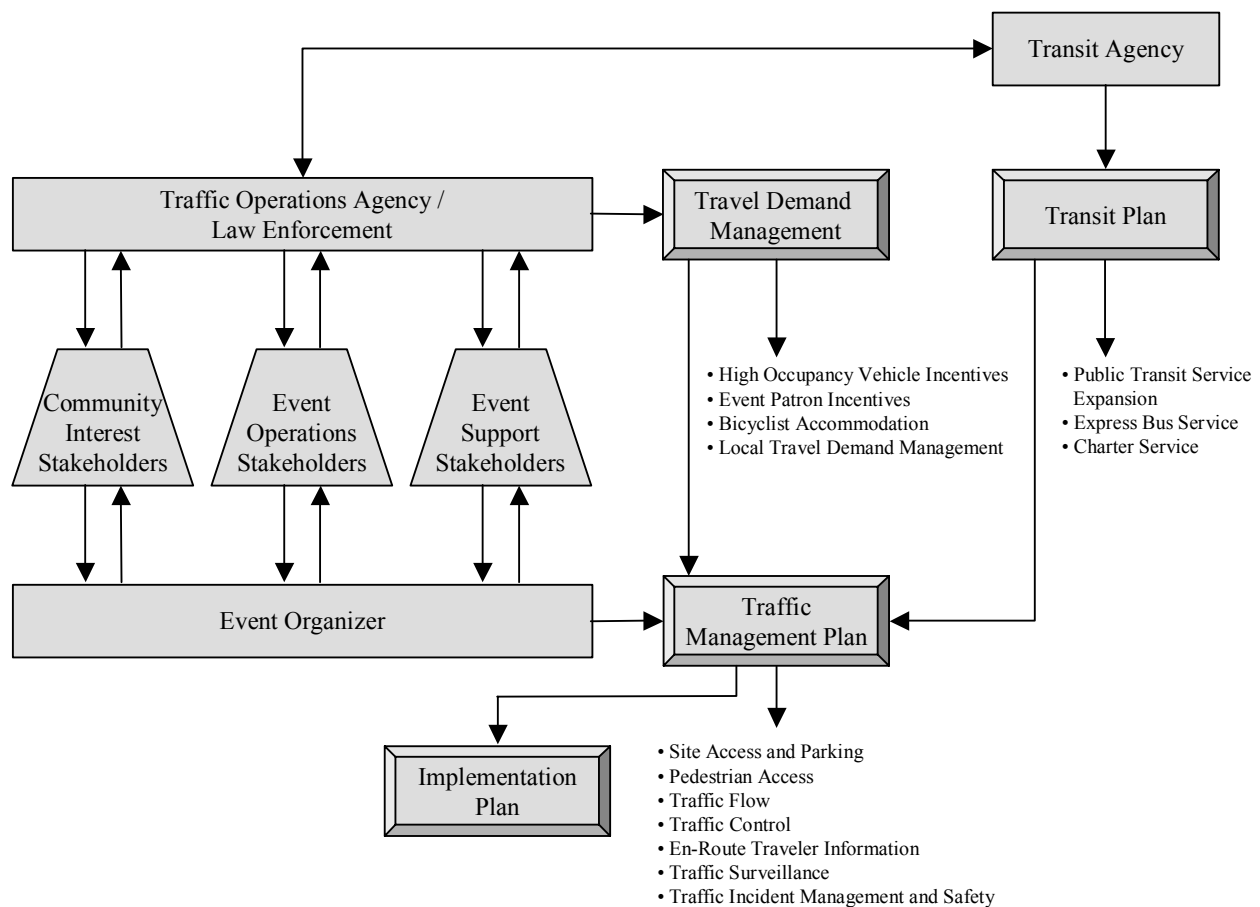 Transit Agency
Traffic Operations Agency /
Law Enforcement
Travel Demand
Management
Transit Plan
• High Occupancy Vehicle Incentives
• Event Patron Incentives
• Bicyclist Accommodation
• Local Travel Demand Management
• Public Transit Service
Expansion
• Express Bus Service
• Charter Service
Community
Interest
Stakeholders
Event
Operations
Stakeholders
Event
Support
Stakeholders
Event Organizer
Traffic
Management Plan
Implementation
Plan
• Site Access and Parking
• Pedestrian Access
• Traffic Flow
• Traffic Control
• En-Route Traveler Information
• Traffic Surveillance
• Traffic Incident Management and Safety